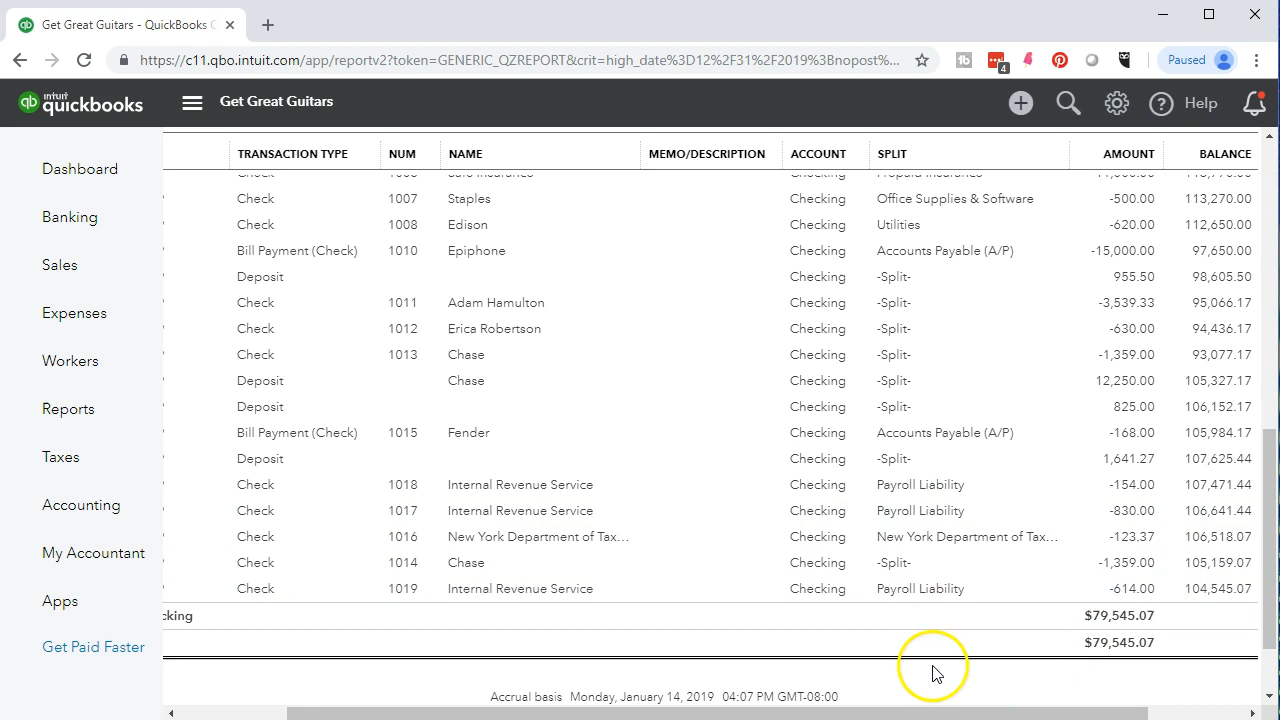 Get Great Guitars - QuickBooks
https://c11.qbo.intuit.com/app/reportv2?token=GENERIC_QZREPORT&crit=high_date%3D12%2F31%2F2019%3Bnopost%...
4
Paused
qb intuit quickbooks Get Great Guitars Help
TRANSACTION TYPE NUM NAME MEMO/DESCRIPTION ACCOUNT SPLIT AMOUNT BALANCE
Check Checking Prepaid Insurance
Check 1007 Staples Checking Office Supplies & Software -500.00 113,270.00
Check 1008 Edison Checking Utilities -620.00 112,650.00
Bill Payment (Check) 1010 Epiphone Checking Accounts Payable (A/P) -15,000.00 97,650.00
Deposit Checking -Split- 955.50 98,605.50
Check 1011 Adam Hamulton Checking -Split- -3,539.33 95,066.17
Check 1012 Erica Robertson Checking -Split- -630.00 94,436.17
Check 1013 Chase Checking -Split- -1,359.00 93,077.17
Deposit Chase Checking -Split- 12,250.00 105,327.17
Deposit Checking -Split- 825.00 106,152.17
Bill Payment (Check) 1015 Fender Checking Accounts Payable (A/P) -168.00 105,984.17
Deposit Checking -Split- 1,641.27 107,625.44
Check 1018 Internal Revenue Service Checking Payroll Liability -154.00 107,471.44
Check 1017 Internal Revenue Service Checking Payroll Liability -830.00 106,641.44
Check 1016 New York Department of Tax... Checking New York Department of Tax... -123.37 106,518.07
Check 1014 Chase Checking -Split- -1,359.00 105,159.07
Check 1019 Internal Revenue Service Checking Payroll Liability -614.00 104,545.07
cking $79,545.07
$79,545.07
Accrual basis Monday, January 14, 2019 04:07 PM GMT-08:00
Dashboard
Banking
Sales
Expenses
Workers
Reports
Taxes
Accounting
My Accountant
Apps
Get Paid Faster